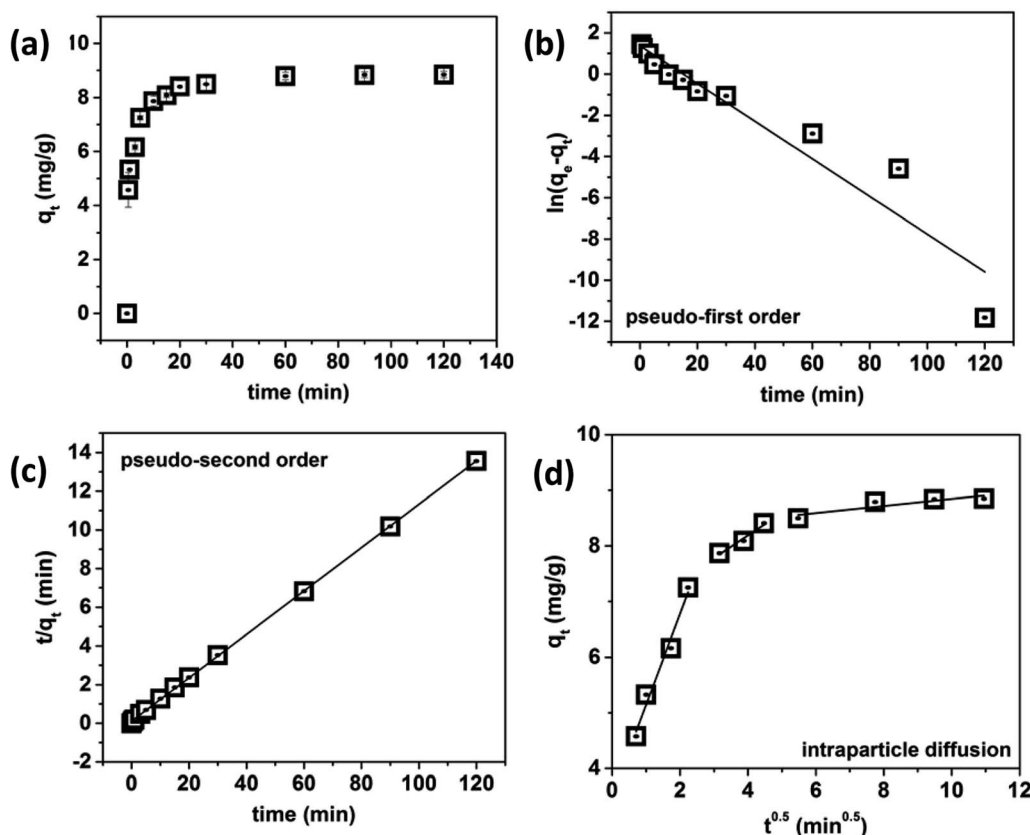 (a)
10
8
6
4
2
0
q_t (mg/g)
0 20 40 60 80 100 120 140
time (min)
(b)
2
0
-2
-4
-6
-8
-10
-12
ln(q_e-q_t)
pseudo-first order
0 20 40 60 80 100 120
time (min)
(c)
pseudo-second order
14
12
10
8
6
4
2
0
-2
t/q_t (min)
0 20 40 60 80 100 120
time (min)
(d)
10
8
6
4
q_t (mg/g)
intraparticle diffusion
0 2 4 6 8 10 12
t^0.5 (min^0.5)